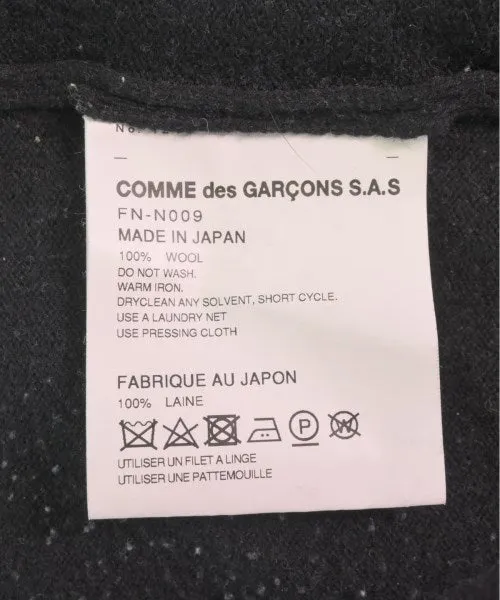 COMME des GARÇONS S.A.S
FN-N009
MADE IN JAPAN
100% WOOL
DO NOT WASH.
WARM IRON.
DRYCLEAN ANY SOLVENT, SHORT CYCLE.
USE A LAUNDRY NET
USE PRESSING CLOTH
FABRIQUE AU JAPON
100% LAINE
P W
UTILISER UN FILET A LINGE
UTILISER UNE PATTEMOUILLE